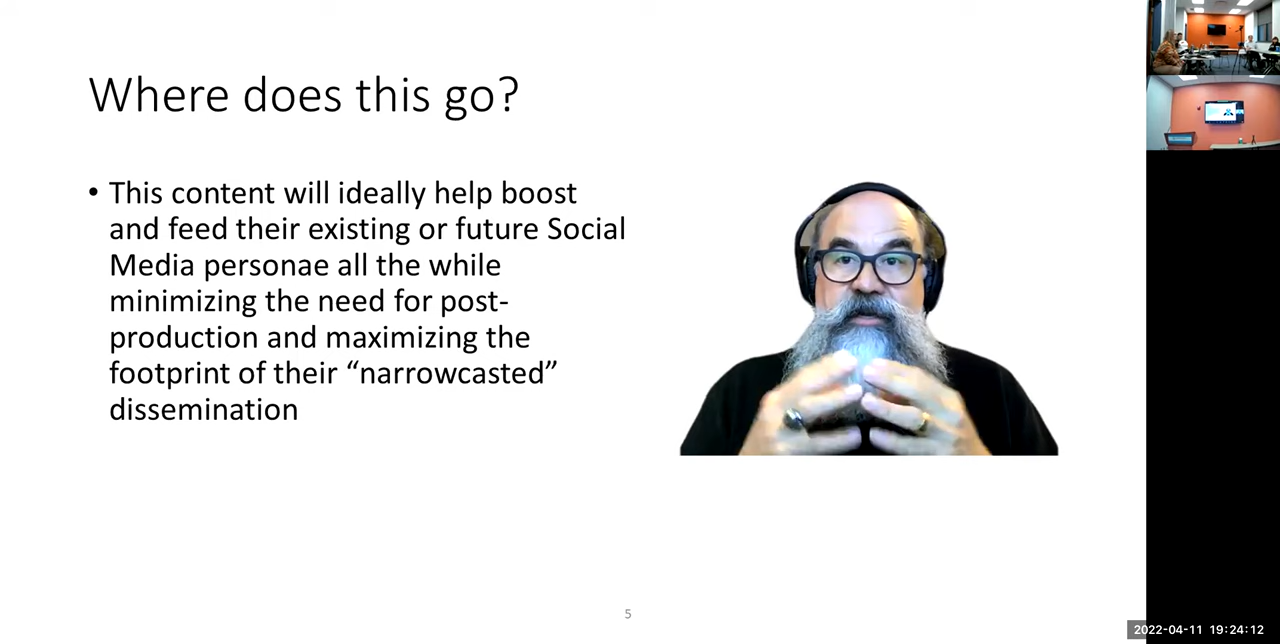 Where does this go?
• This content will ideally help boost
and feed their existing or future Social
Media personae all the while
minimizing the need for post-
production and maximizing the
footprint of their “narrowcasted”
dissemination
5
2022-04-11 19:24:12